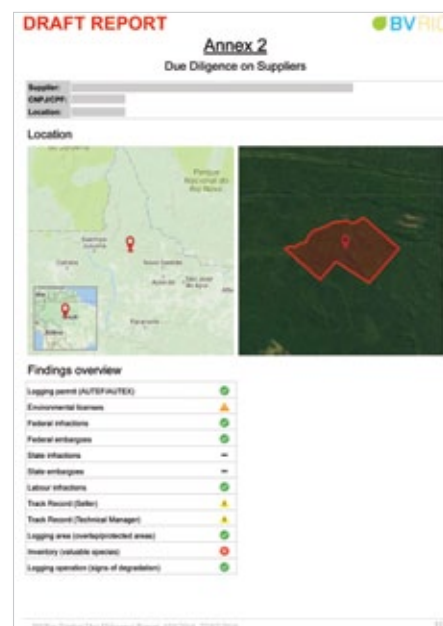 DRAFT REPORT
BVRIO
Annex 2
Due Diligence on Suppliers
Supplier:
CNPJ/CPF:
Location:
Location
Parque
Nacional do
Rio Novo
Findings overview
Logging permit (AUTEF/AUTEX)
Environmental licenses
Federal infractions
Federal embargoes
State infractions
State embargoes
Labour infractions
Track Record (Seller)
Track Record (Technical Manager)
Logging area (overlap/protected areas)
Inventory (valuable species)
Logging operation (signs of degradation)